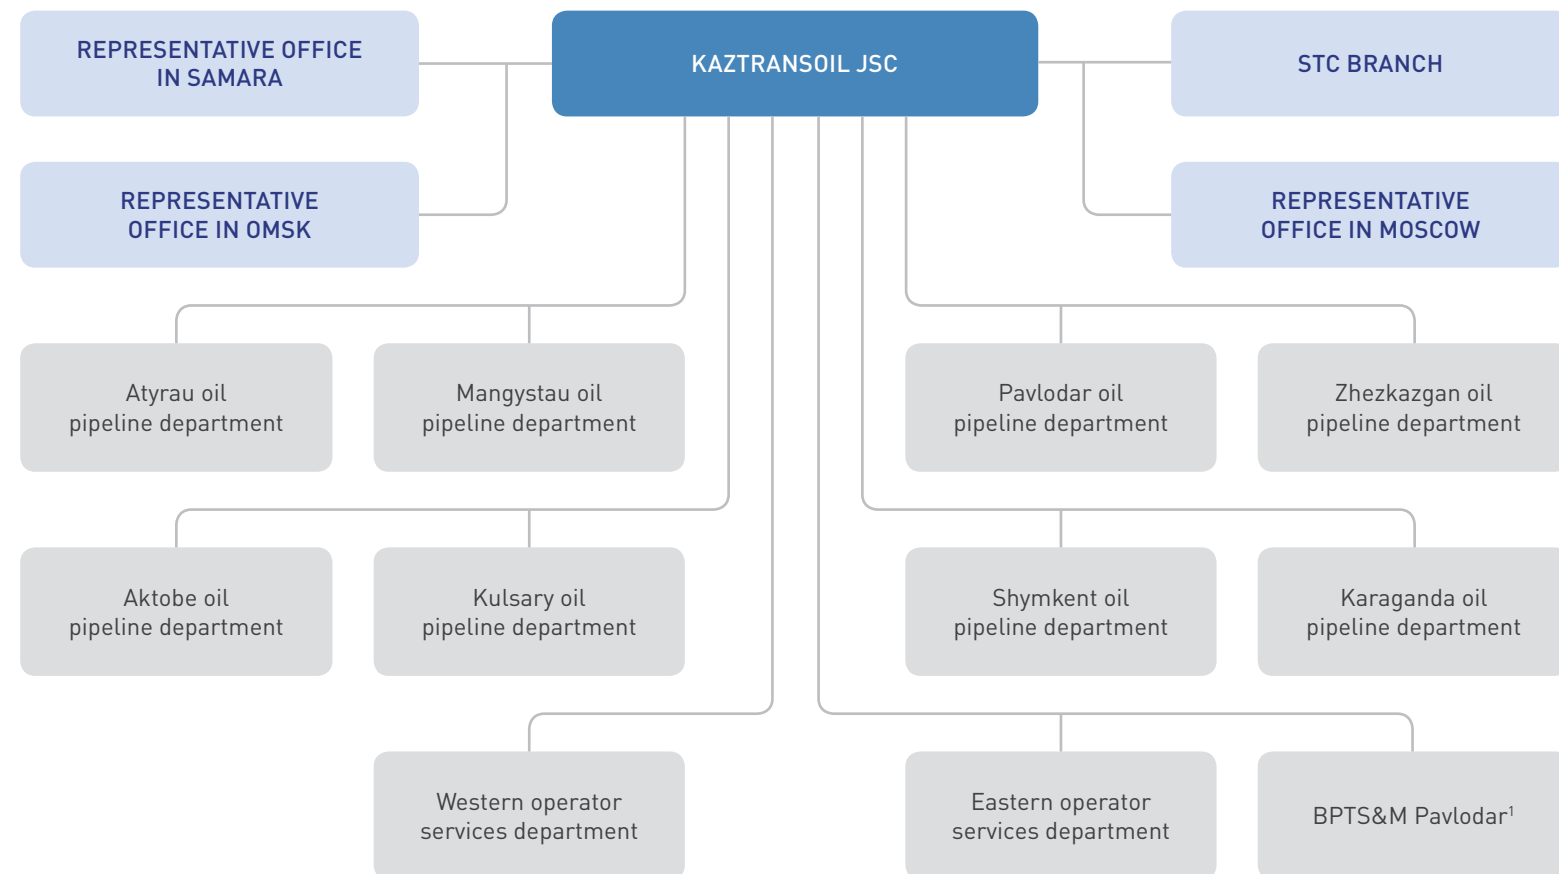 REPRESENTATIVE OFFICE
IN SAMARA
KAZTRANSOIL JSC
STC BRANCH
REPRESENTATIVE
OFFICE IN OMSK
REPRESENTATIVE
OFFICE IN MOSCOW
Atyrau oil
pipeline department
Mangystau oil
pipeline department
Pavlodar oil
pipeline department
Zhezkazgan oil
pipeline department
Aktobe oil
pipeline department
Kulsary oil
pipeline department
Shymkent oil
pipeline department
Karaganda oil
pipeline department
Western operator
services department
Eastern operator
services department
BPTS&M Pavlodar¹